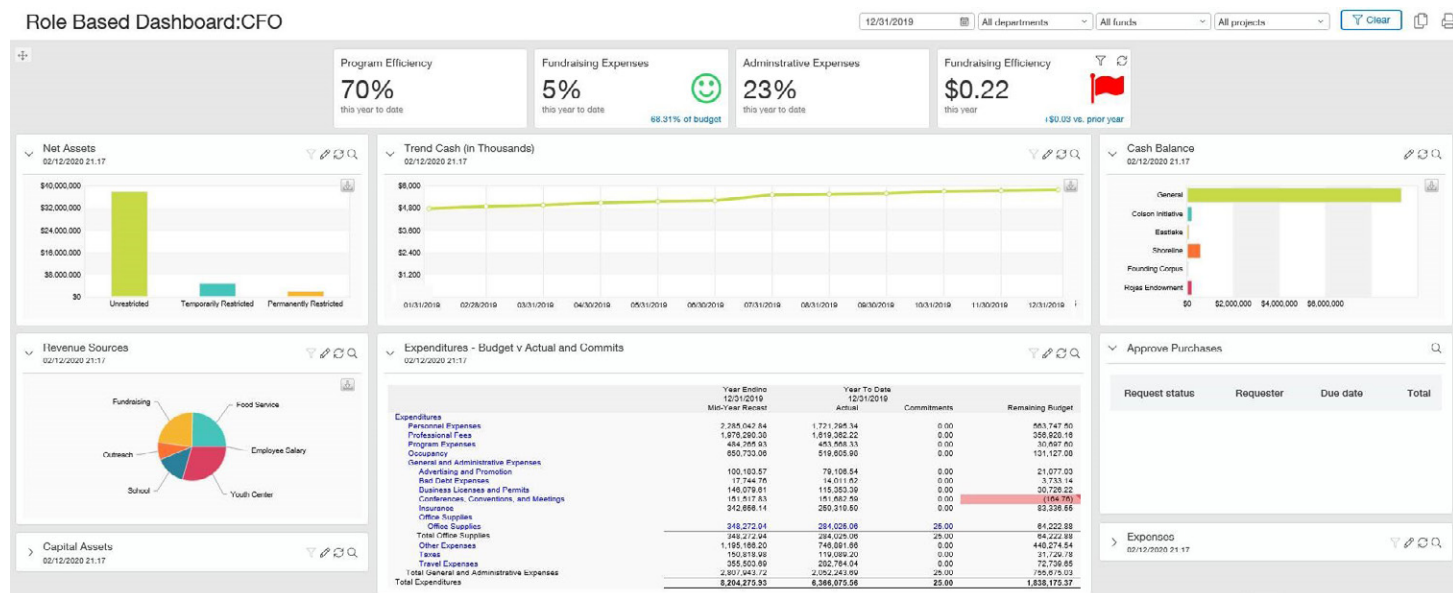 Role Based Dashboard:CFO
12/31/2019 All departments All funds All projects Clear
Program Efficiency
70%
this year to date
Fundraising Expenses
5%
this year to date
68.31% of budget
Adminstrative Expenses
23%
this year to date
Fundraising Efficiency
$0.22
this year
+$0.03 vs. prior year
Net Assets
02/12/2020 21:17
$40,000,000
$32,000,000
$24,000,000
$16,000,000
$8,000,000
$0
Unrestricted Temporarily Restricted Permanently Restricted
Trend Cash (in Thousands)
02/12/2020 21:17
$6,000
$4,800
$3,600
$2,400
$1,200
01/31/2019 02/28/2019 03/31/2019 04/30/2019 05/31/2019 06/30/2019 07/31/2019 08/31/2019 09/30/2019 10/31/2019 11/30/2019 12/31/2019
Cash Balance
02/12/2020 21:17
General
Colson Initiative
Eastlake
Shoreline
Founding Corpus
Rojas Endowment
$0 $2,000,000 $4,000,000 $6,000,000
Revenue Sources
02/12/2020 21:17
Fundraising
Food Service
Outreach
Employee Salary
School
Youth Center
Expenditures - Budget v Actual and Commits
02/12/2020 21:17
Year Ending Year To Date
12/31/2019 12/31/2019
Mid-Year Recast Actual Commitments Remaining Budget
Expenditures
Personnel Expenses 2,285,042.84 1,721,295.34 0.00 563,747.50
Professional Fees 1,976,290.38 1,619,362.22 0.00 356,928.16
Program Expenses 484,265.93 453,568.33 0.00 30,697.60
Occupancy 650,733.06 519,605.98 0.00 131,127.08
General and Administrative Expenses
Advertising and Promotion 100,183.57 79,106.54 0.00 21,077.03
Bad Debt Expenses 17,744.76 14,011.62 0.00 3,733.14
Business Licenses and Permits 146,079.61 115,353.39 0.00 30,726.22
Conferences, Conventions, and Meetings 151,517.83 151,682.59 0.00 (164.76)
Insurance 342,656.14 259,319.59 0.00 83,336.55
Office Supplies
Office Supplies 348,272.94 284,025.06 25.00 64,222.88
Total Office Supplies 348,272.94 284,025.06 25.00 64,222.88
Other Expenses 1,195,166.20 746,891.66 0.00 448,274.54
Taxes 150,818.98 119,089.20 0.00 31,729.78
Travel Expenses 355,503.69 282,764.04 0.00 72,739.65
Total General and Administrative Expenses 2,807,943.72 2,052,243.69 25.00 755,675.03
Total Expenditures 8,204,275.93 6,366,075.56 25.00 1,838,175.37
Approve Purchases
Request status Requester Due date Total
Capital Assets
02/12/2020 21:17
Expenses
02/12/2020 21:17